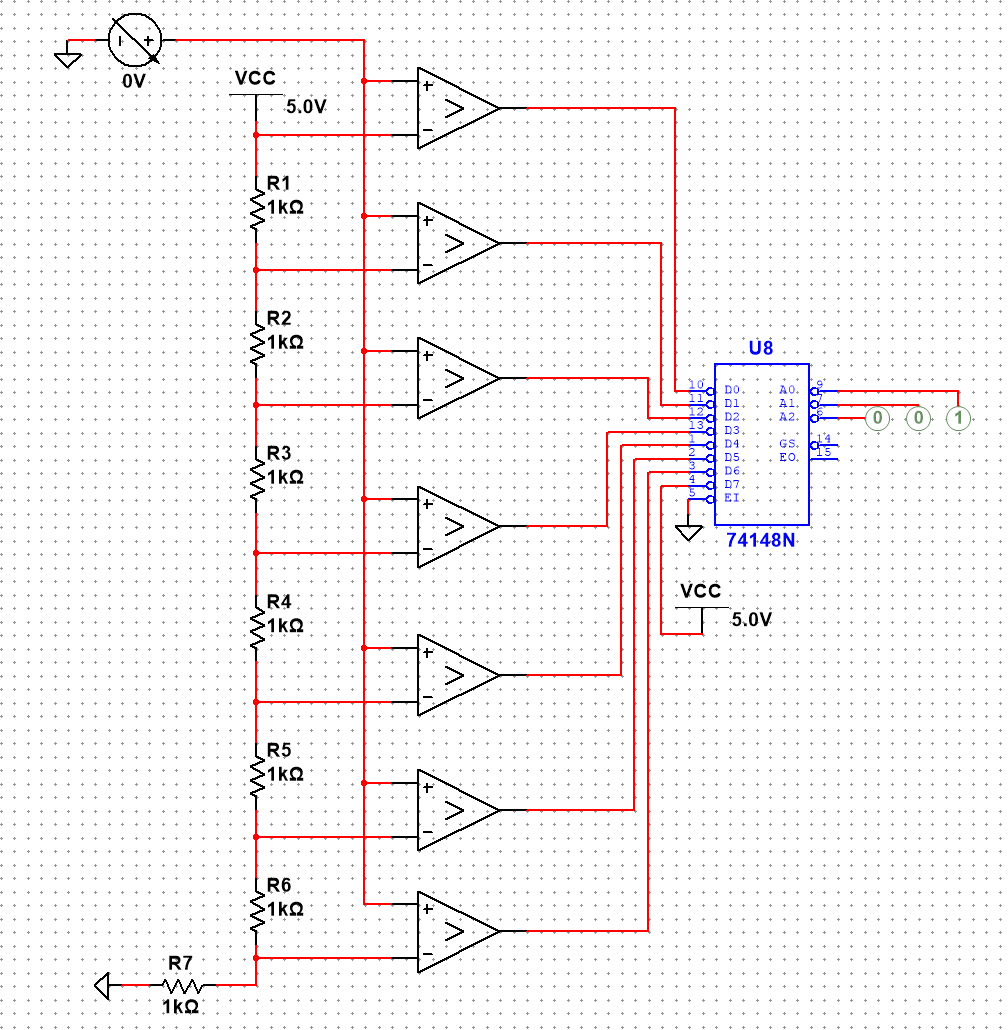 0V
VCC
5.0V
+
−
>
R1
1kΩ
+
−
>
R2
1kΩ
+
−
>
R3
1kΩ
+
−
>
R4
1kΩ
+
−
>
R5
1kΩ
+
−
>
R6
1kΩ
+
−
>
R7
1kΩ
U8
10 D0 A0 9
11 D1 A1 7
12 D2 A2 6
13 D3
1 D4 GS 14
2 D5 EO 15
3 D6
4 D7
5 EI
0 0 1
74148N
VCC
5.0V